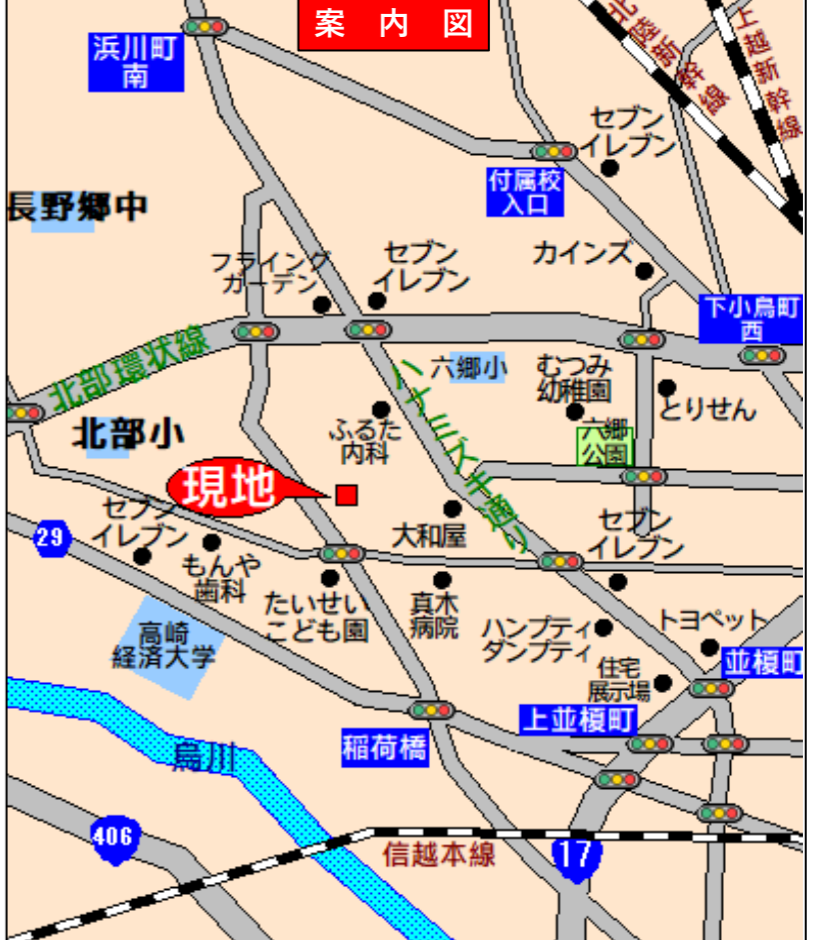 案内図
北陸新幹線
上越新幹線
浜川町
南
セブン
イレブン
付属校
入口
長野郷中
フライング
ガーデン
セブン
イレブン
カインズ
下小鳥町
西
北部環状線
ハナミズキ通り
六郷小
むつみ
幼稚園
とりせん
北部小
ふるた
内科
六郷
公園
現地
29
セブン
イレブン
もんや
歯科
大和屋
セブン
イレブン
たいせい
こども園
真木
病院
高崎
経済大学
ハンプティ
ダンプティ
トヨペット
住宅
展示場
並榎町
上並榎町
稲荷橋
烏川
406
信越本線
17